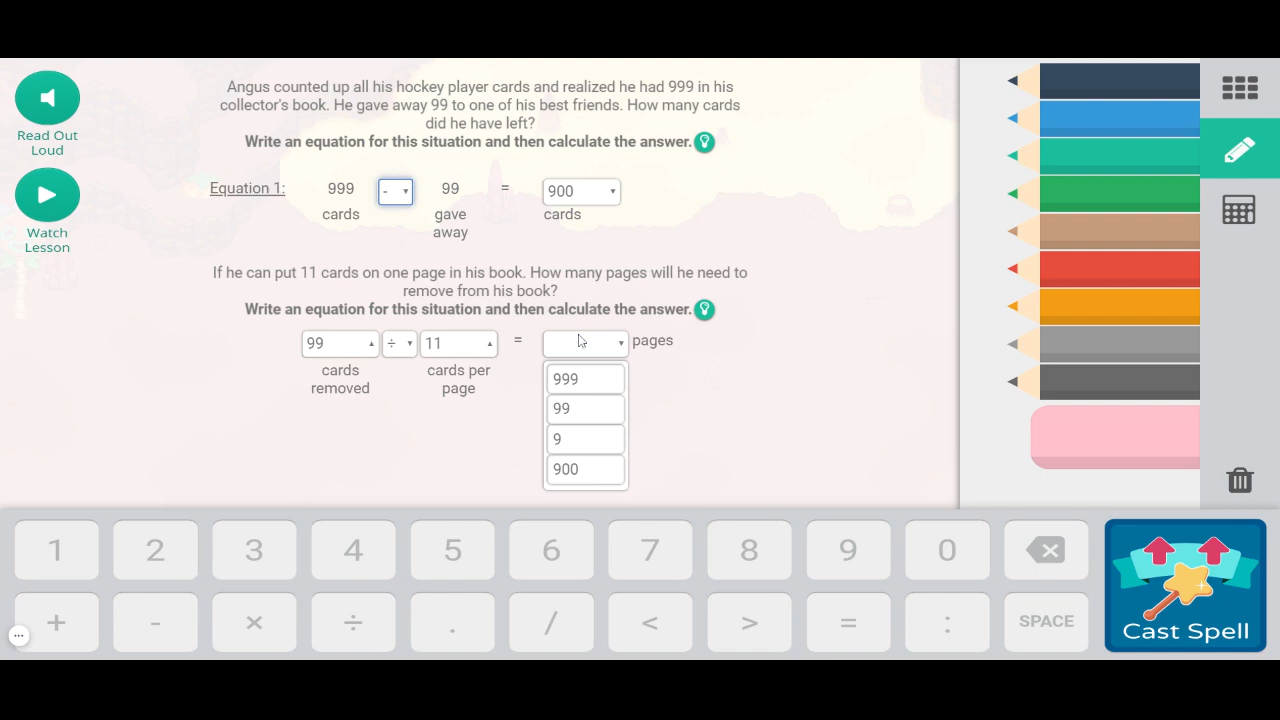 Angus counted up all his hockey player cards and realized he had 999 in his
collector's book. He gave away 99 to one of his best friends. How many cards
did he have left?
Write an equation for this situation and then calculate the answer.
Read Out
Loud
Equation 1: 999 - 99 = 900
cards gave cards
away
Watch
Lesson
If he can put 11 cards on one page in his book. How many pages will he need to
remove from his book?
Write an equation for this situation and then calculate the answer.
99 ÷ 11 = pages
cards cards per
removed page
999
99
9
900
1 2 3 4 5 6 7 8 9 0
+ - × ÷ . / < > = : SPACE
Cast Spell